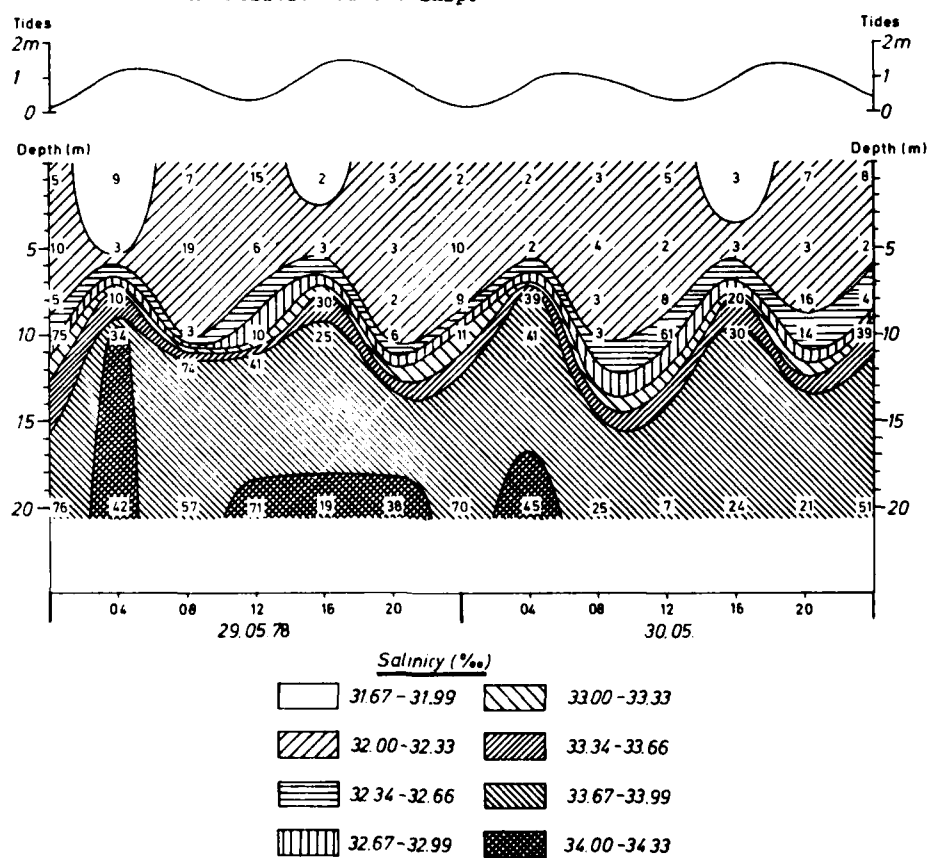 Tides Tides
2m 2m
1 1
0 0
Depth (m) Depth (m)
5 9 7 15 2 3 2 2 3 5 3 7 8
5 10 3 19 6 3 3 10 2 4 2 3 3 2 5
5 10 30 2 9 39 3 8 20 16 4
10 75 34 3 10 25 6 11 41 3 61 30 14 39 10
74 41
15 15
20 76 42 57 71 19 38 70 45 25 7 24 21 51 20
04 08 12 16 20 04 08 12 16 20
29.05.78 30.05.
Salinicy (‰)
31.67-31.99 33.00-33.33
32.00-32.33 33.34-33.66
32.34-32.66 33.67-33.99
32.67-32.99 34.00-34.33